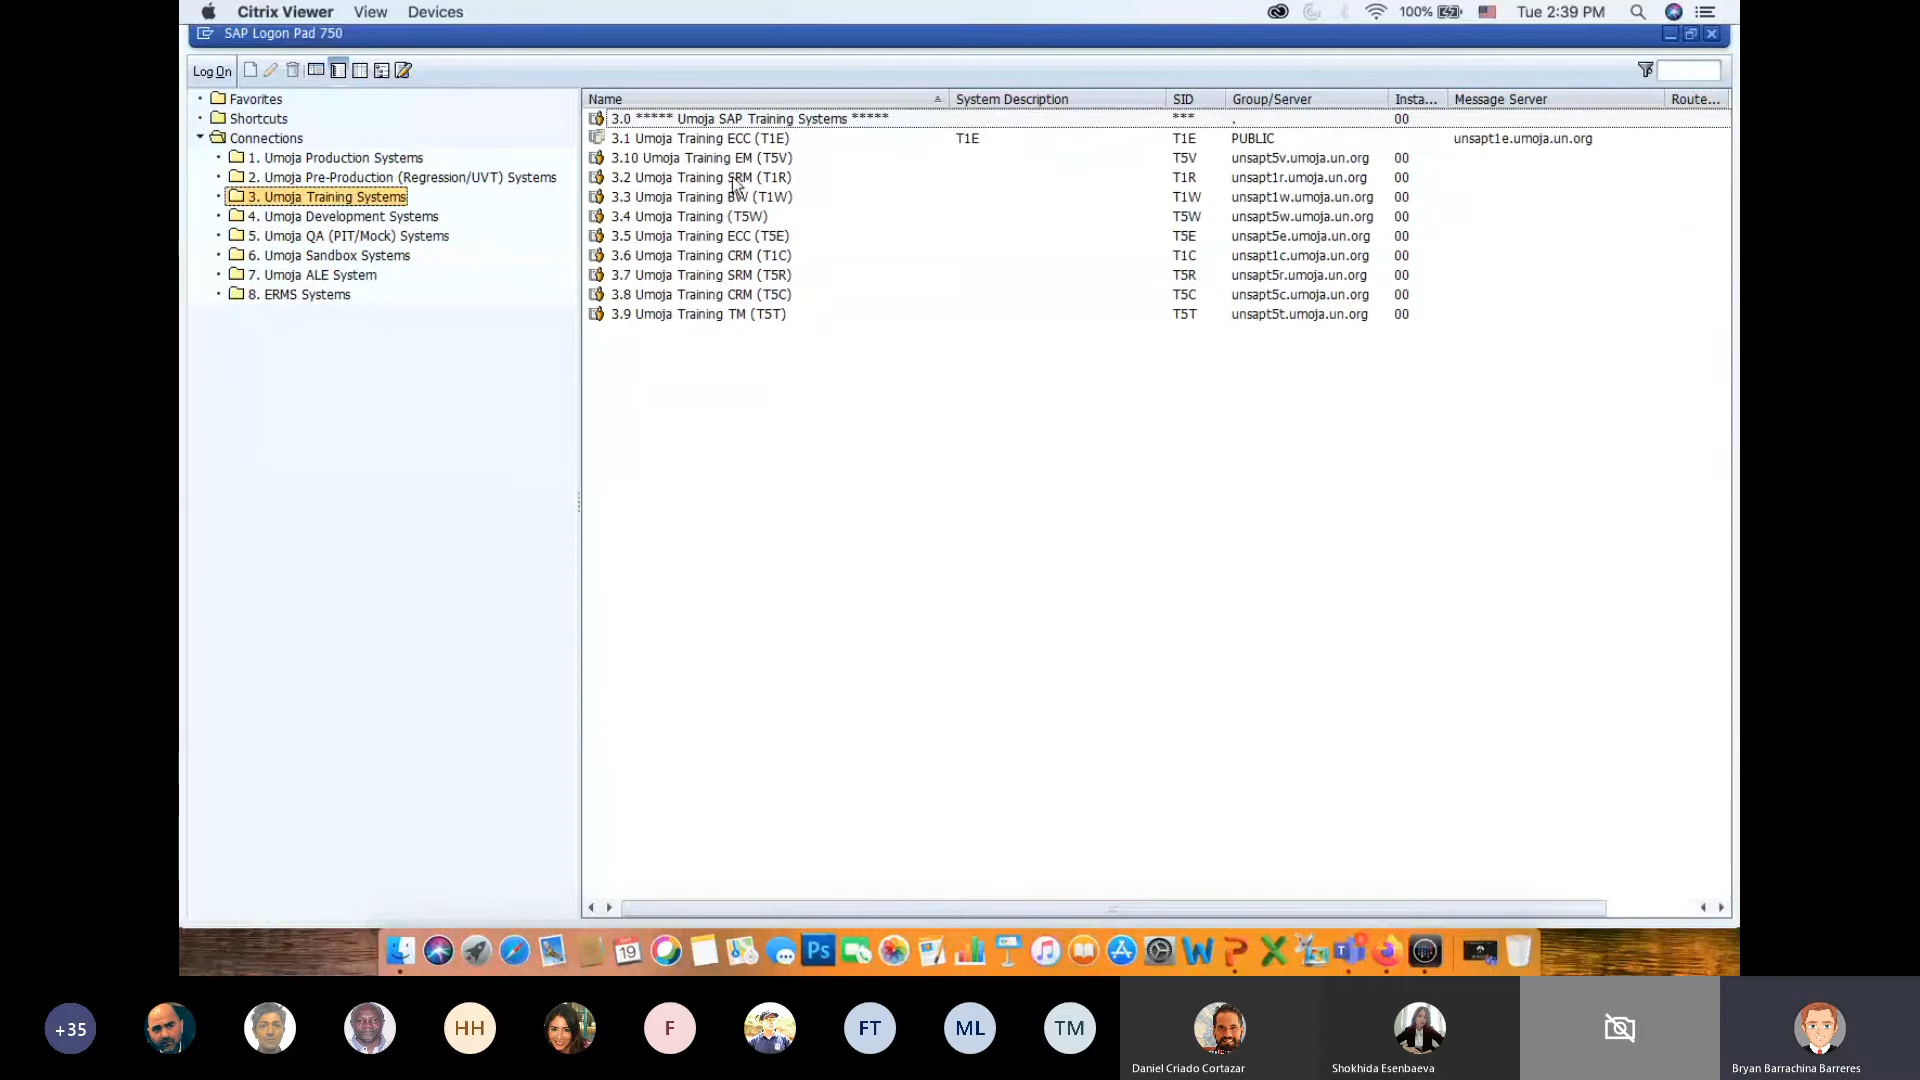 Citrix Viewer View Devices 100% Tue 2:39 PM
SAP Logon Pad 750
Log On
Favorites
Shortcuts
Connections
1. Umoja Production Systems
2. Umoja Pre-Production (Regression/UVT) Systems
3. Umoja Training Systems
4. Umoja Development Systems
5. Umoja QA (PIT/Mock) Systems
6. Umoja Sandbox Systems
7. Umoja ALE System
8. ERMS Systems
Name System Description SID Group/Server Insta... Message Server Route...
3.0 ***** Umoja SAP Training Systems ***** *** . 00
3.1 Umoja Training ECC (T1E) T1E T1E PUBLIC unsapt1e.umoja.un.org
3.10 Umoja Training EM (T5V) T5V unsapt5v.umoja.un.org 00
3.2 Umoja Training SRM (T1R) T1R unsapt1r.umoja.un.org 00
3.3 Umoja Training BW (T1W) T1W unsapt1w.umoja.un.org 00
3.4 Umoja Training (T5W) T5W unsapt5w.umoja.un.org 00
3.5 Umoja Training ECC (T5E) T5E unsapt5e.umoja.un.org 00
3.6 Umoja Training CRM (T1C) T1C unsapt1c.umoja.un.org 00
3.7 Umoja Training SRM (T5R) T5R unsapt5r.umoja.un.org 00
3.8 Umoja Training CRM (T5C) T5C unsapt5c.umoja.un.org 00
3.9 Umoja Training TM (T5T) T5T unsapt5t.umoja.un.org 00
19 Ps
+35 HH F FT ML TM
Daniel Criado Cortazar Shokhida Esenbaeva Bryan Barrachina Barreres